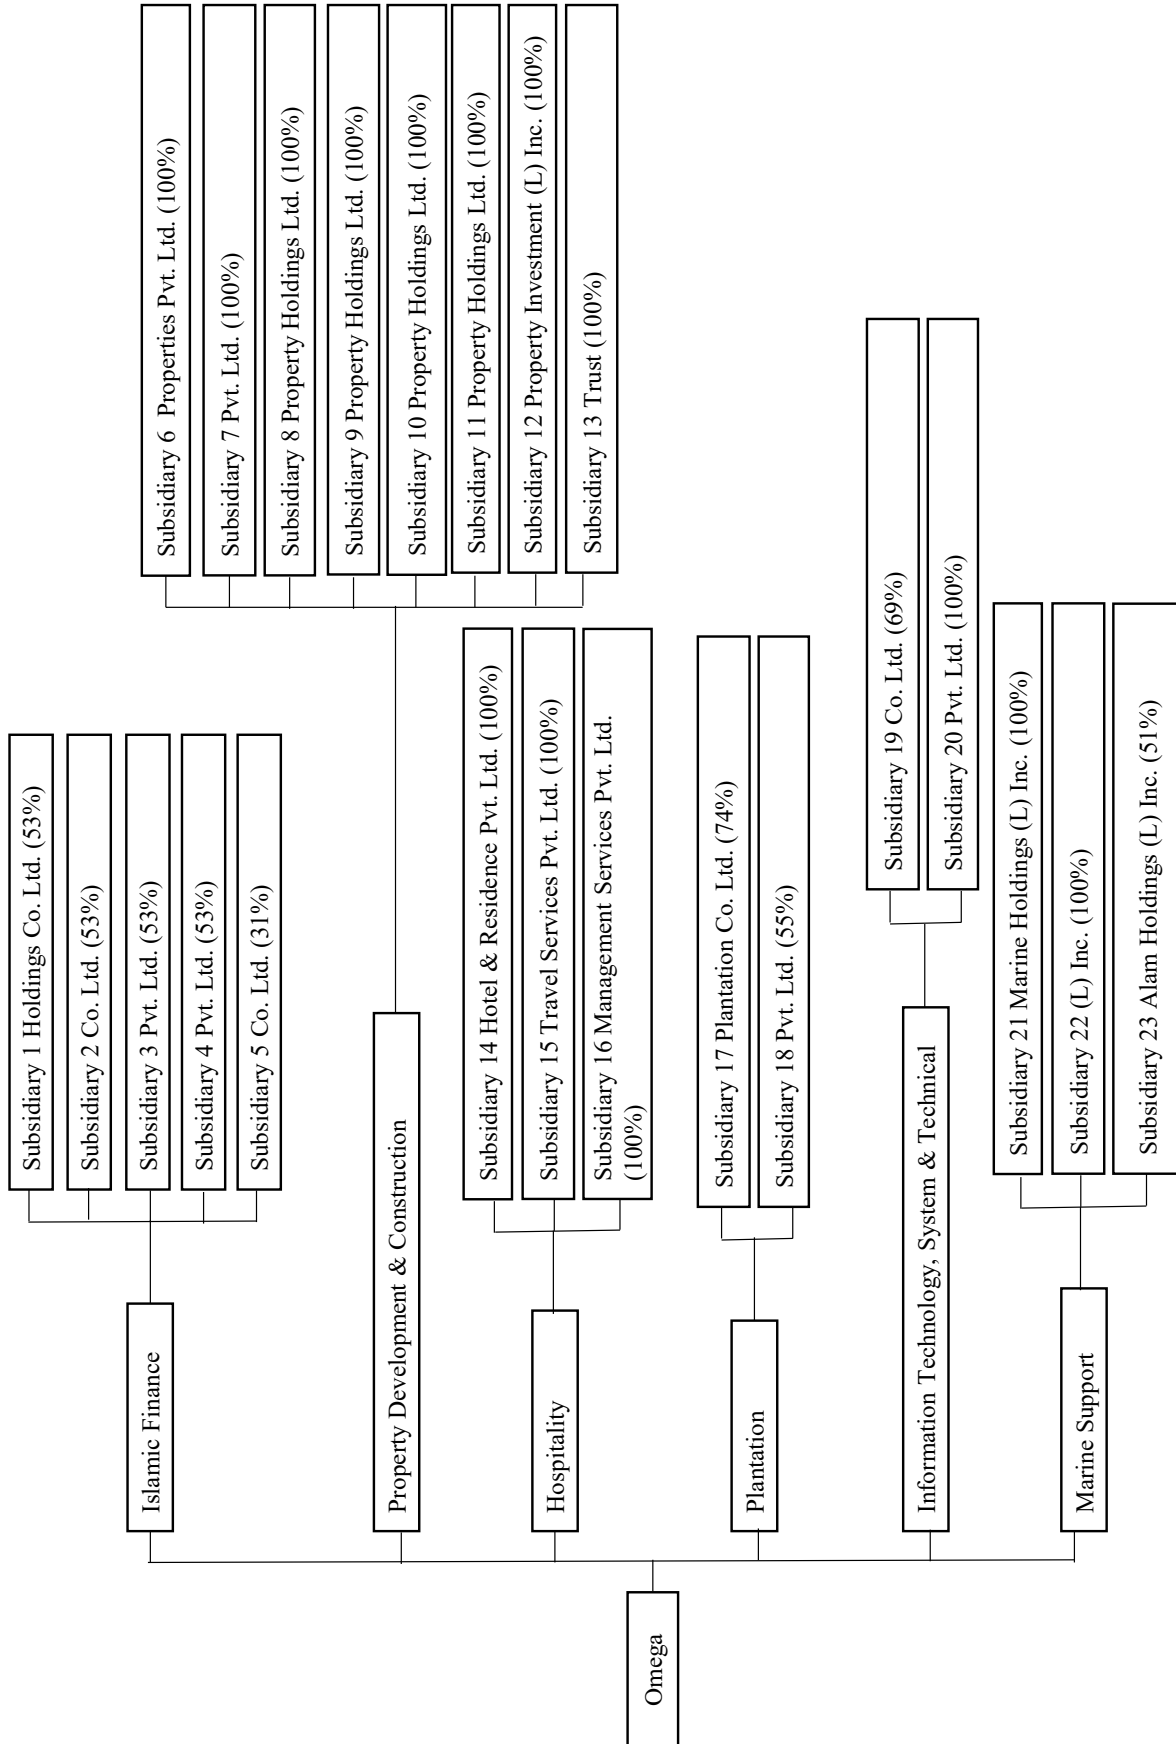 Omega
Islamic Finance
Subsidiary 1 Holdings Co. Ltd. (53%)
Subsidiary 2 Co. Ltd. (53%)
Subsidiary 3 Pvt. Ltd. (53%)
Subsidiary 4 Pvt. Ltd. (53%)
Subsidiary 5 Co. Ltd. (31%)
Property Development & Construction
Subsidiary 6 Properties Pvt. Ltd. (100%)
Subsidiary 7 Pvt. Ltd. (100%)
Subsidiary 8 Property Holdings Ltd. (100%)
Subsidiary 9 Property Holdings Ltd. (100%)
Subsidiary 10 Property Holdings Ltd. (100%)
Subsidiary 11 Property Holdings Ltd. (100%)
Subsidiary 12 Property Investment (L) Inc. (100%)
Subsidiary 13 Trust (100%)
Hospitality
Subsidiary 14 Hotel & Residence Pvt. Ltd. (100%)
Subsidiary 15 Travel Services Pvt. Ltd. (100%)
Subsidiary 16 Management Services Pvt. Ltd.
(100%)
Plantation
Subsidiary 17 Plantation Co. Ltd. (74%)
Subsidiary 18 Pvt. Ltd. (55%)
Information Technology, System & Technical
Subsidiary 19 Co. Ltd. (69%)
Subsidiary 20 Pvt. Ltd. (100%)
Marine Support
Subsidiary 21 Marine Holdings (L) Inc. (100%)
Subsidiary 22 (L) Inc. (100%)
Subsidiary 23 Alam Holdings (L) Inc. (51%)